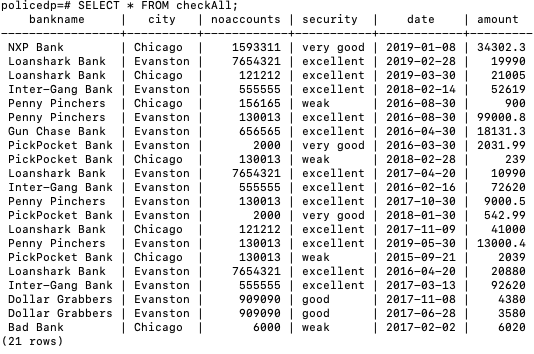 policedp=# SELECT * FROM checkAll;
bankname | city | noaccounts | security | date | amount
---------------+----------+------------+-----------+------------+---------
NXP Bank | Chicago | 1593311 | very good | 2019-01-08 | 34302.3
Loanshark Bank | Evanston | 7654321 | excellent | 2019-02-28 | 19990
Loanshark Bank | Chicago | 121212 | excellent | 2019-03-30 | 21005
Inter-Gang Bank | Evanston | 555555 | excellent | 2018-02-14 | 52619
Penny Pinchers | Chicago | 156165 | weak | 2016-08-30 | 900
Penny Pinchers | Evanston | 130013 | excellent | 2016-08-30 | 99000.8
Gun Chase Bank | Evanston | 656565 | excellent | 2016-04-30 | 18131.3
PickPocket Bank | Evanston | 2000 | very good | 2016-03-30 | 2031.99
PickPocket Bank | Chicago | 130013 | weak | 2018-02-28 | 239
Loanshark Bank | Evanston | 7654321 | excellent | 2017-04-20 | 10990
Inter-Gang Bank | Evanston | 555555 | excellent | 2016-02-16 | 72620
Penny Pinchers | Evanston | 130013 | excellent | 2017-10-30 | 9000.5
PickPocket Bank | Evanston | 2000 | very good | 2018-01-30 | 542.99
Loanshark Bank | Chicago | 121212 | excellent | 2017-11-09 | 41000
Penny Pinchers | Evanston | 130013 | excellent | 2019-05-30 | 13000.4
PickPocket Bank | Chicago | 130013 | weak | 2015-09-21 | 2039
Loanshark Bank | Evanston | 7654321 | excellent | 2016-04-20 | 20880
Inter-Gang Bank | Evanston | 555555 | excellent | 2017-03-13 | 92620
Dollar Grabbers | Evanston | 909090 | good | 2017-11-08 | 4380
Dollar Grabbers | Evanston | 909090 | good | 2017-06-28 | 3580
Bad Bank | Chicago | 6000 | weak | 2017-02-02 | 6020
(21 rows)